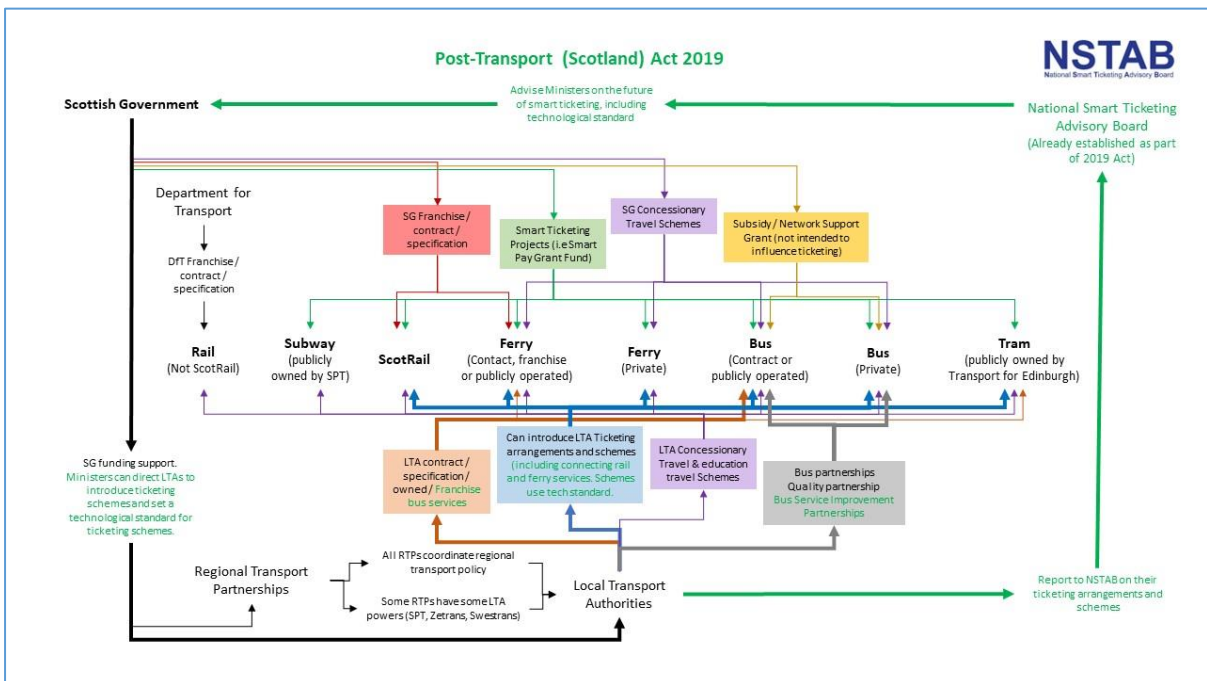 Post-Transport (Scotland) Act 2019
NSTAB
National Smart Ticketing Advisory Board
Scottish Government
Advise Ministers on the future
of smart ticketing, including
technological standard
National Smart Ticketing
Advisory Board
(Already established as part
of 2019 Act)
Department for
Transport
DfT Franchise /
contract /
specification
SG Franchise /
contract /
specification
Smart Ticketing
Projects (i.e Smart
Pay Grant Fund)
SG Concessionary
Travel Schemes
Subsidy / Network Support
Grant (not intended to
influence ticketing)
Rail
(Not ScotRail)
Subway
(publicly
owned by SPT)
ScotRail
Ferry
(Contact, franchise
or publicly operated)
Ferry
(Private)
Bus
(Contract or
publicly operated)
Bus
(Private)
Tram
(publicly owned by
Transport for Edinburgh)
SG funding support.
Ministers can direct LTAs to
introduce ticketing
schemes and set a
technological standard for
ticketing schemes.
LTA contract /
specification /
owned / Franchise
bus services
Can introduce LTA Ticketing
arrangements and schemes
(including connecting rail
and ferry services. Schemes
use tech standard.
LTA Concessionary
Travel & education
travel Schemes
Bus partnerships
Quality partnership
Bus Service Improvement
Partnerships
Regional Transport
Partnerships
All RTPs coordinate regional
transport policy
Some RTPs have some LTA
powers (SPT, Zetrans, Swestrans)
Local Transport
Authorities
Report to NSTAB on their
ticketing arrangements and
schemes